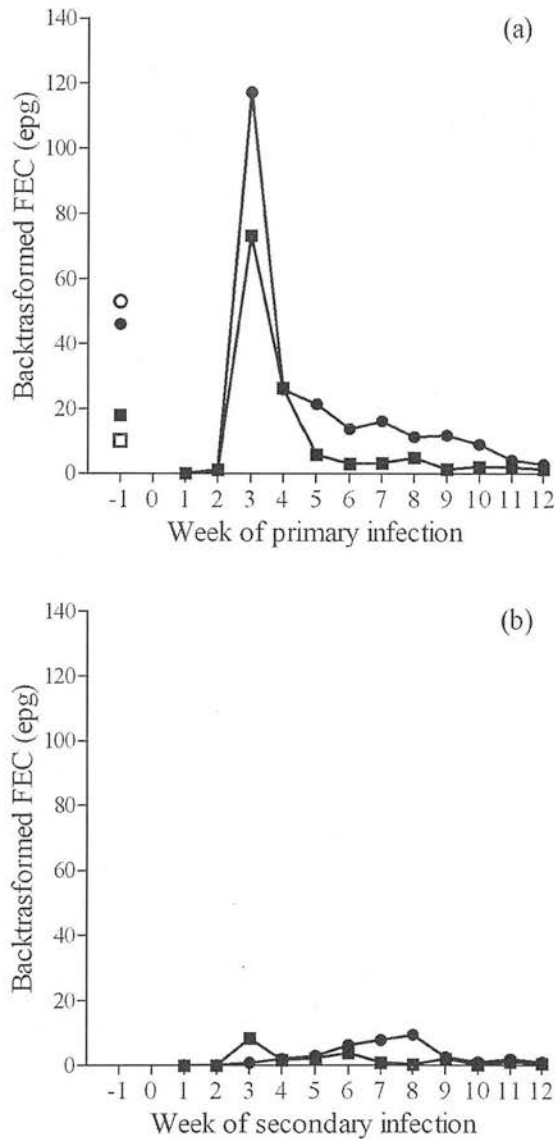 (a)
Backtrasformed FEC (epg)
140
120
100
80
60
40
20
0
-1 0 1 2 3 4 5 6 7 8 9 10 11 12
Week of primary infection
(b)
Backtrasformed FEC (epg)
140
120
100
80
60
40
20
0
-1 0 1 2 3 4 5 6 7 8 9 10 11 12
Week of secondary infection